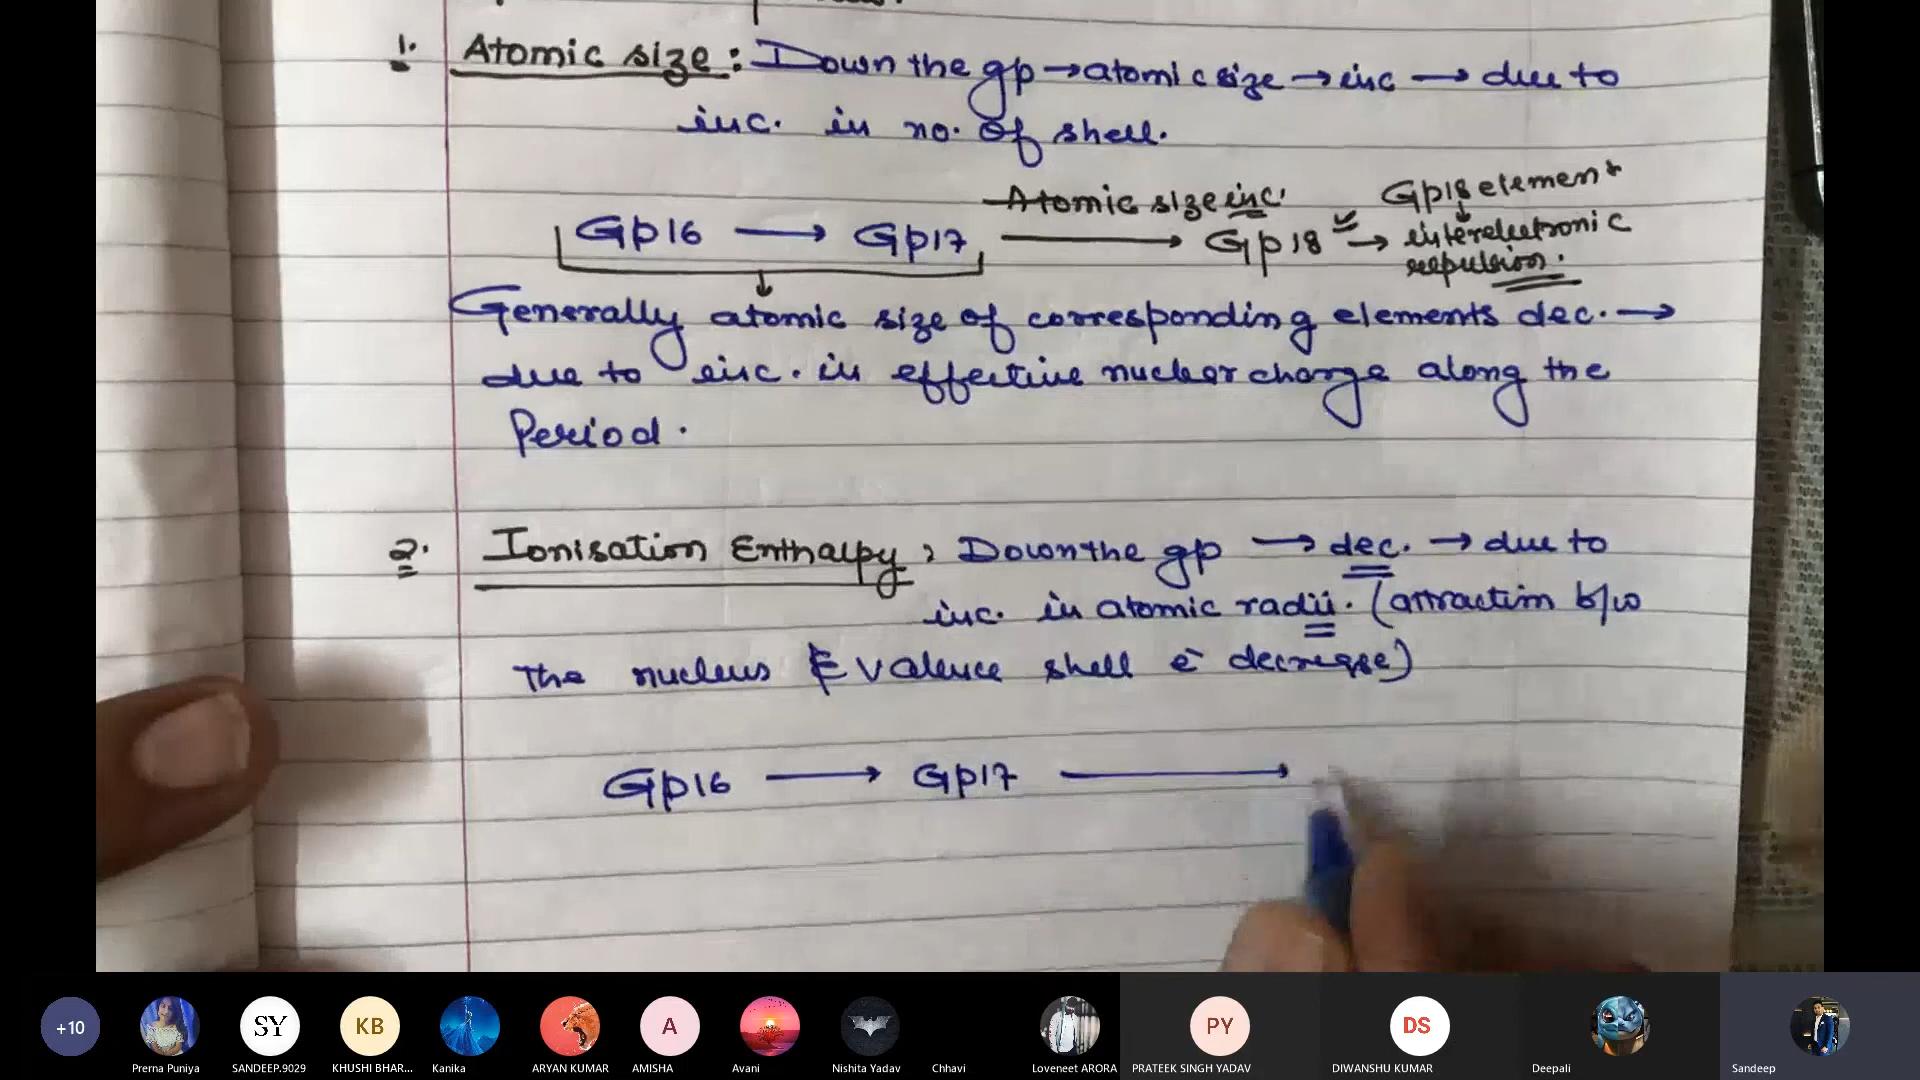 1. Atomic size: Down the gp → atomic size → inc → due to
inc. in no. of shell.
Gp16 → Gp17 → Gp18 → interelectronic repulsion.
Atomic size inc.
Gp18 element
Generally atomic size of corresponding elements dec. →
due to inc. in effective nuclear charge along the
Period.
2. Ionisation Enthalpy, Down the gp → dec. → due to
inc. in atomic radii. (attraction b/w
the nucleus & Valence shell e⁻ decrease)
Gp16 → Gp17 →
+10
SY
KB
A
PY
DS
Prerna Puniya
SANDEEP.9029
KHUSHI BHAR...
Kanika
ARYAN KUMAR
AMISHA
Avani
Nishita Yadav
Chhavi
Loveneet ARORA
PRATEEK SINGH YADAV
DIWANSHU KUMAR
Deepali
Sandeep